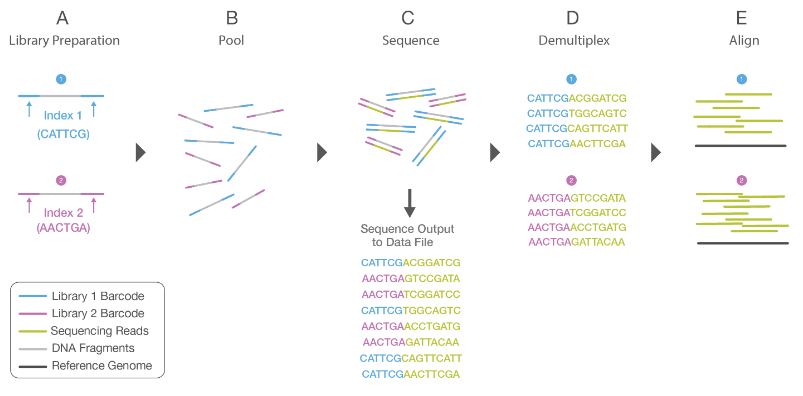 A
Library Preparation
1
Index 1
(CATTCG)
2
Index 2
(AACTGA)
B
Pool
C
Sequence
Sequence Output
to Data File
CATTCGACGGATCG
AACTGAGTCCGATA
AACTGATCGGATCC
CATTCGTGGCAGTC
AACTGAACCTGATG
AACTGAGATTACAA
CATTCGCAGTTCATT
CATTCGAACTTCGA
D
Demultiplex
1
CATTCGACGGATCG
CATTCGTGGCAGTC
CATTCGCAGTTCATT
CATTCGAACTTCGA
2
AACTGAGTCCGATA
AACTGATCGGATCC
AACTGAACCTGATG
AACTGAGATTACAA
E
Align
1
2
Library 1 Barcode
Library 2 Barcode
Sequencing Reads
DNA Fragments
Reference Genome